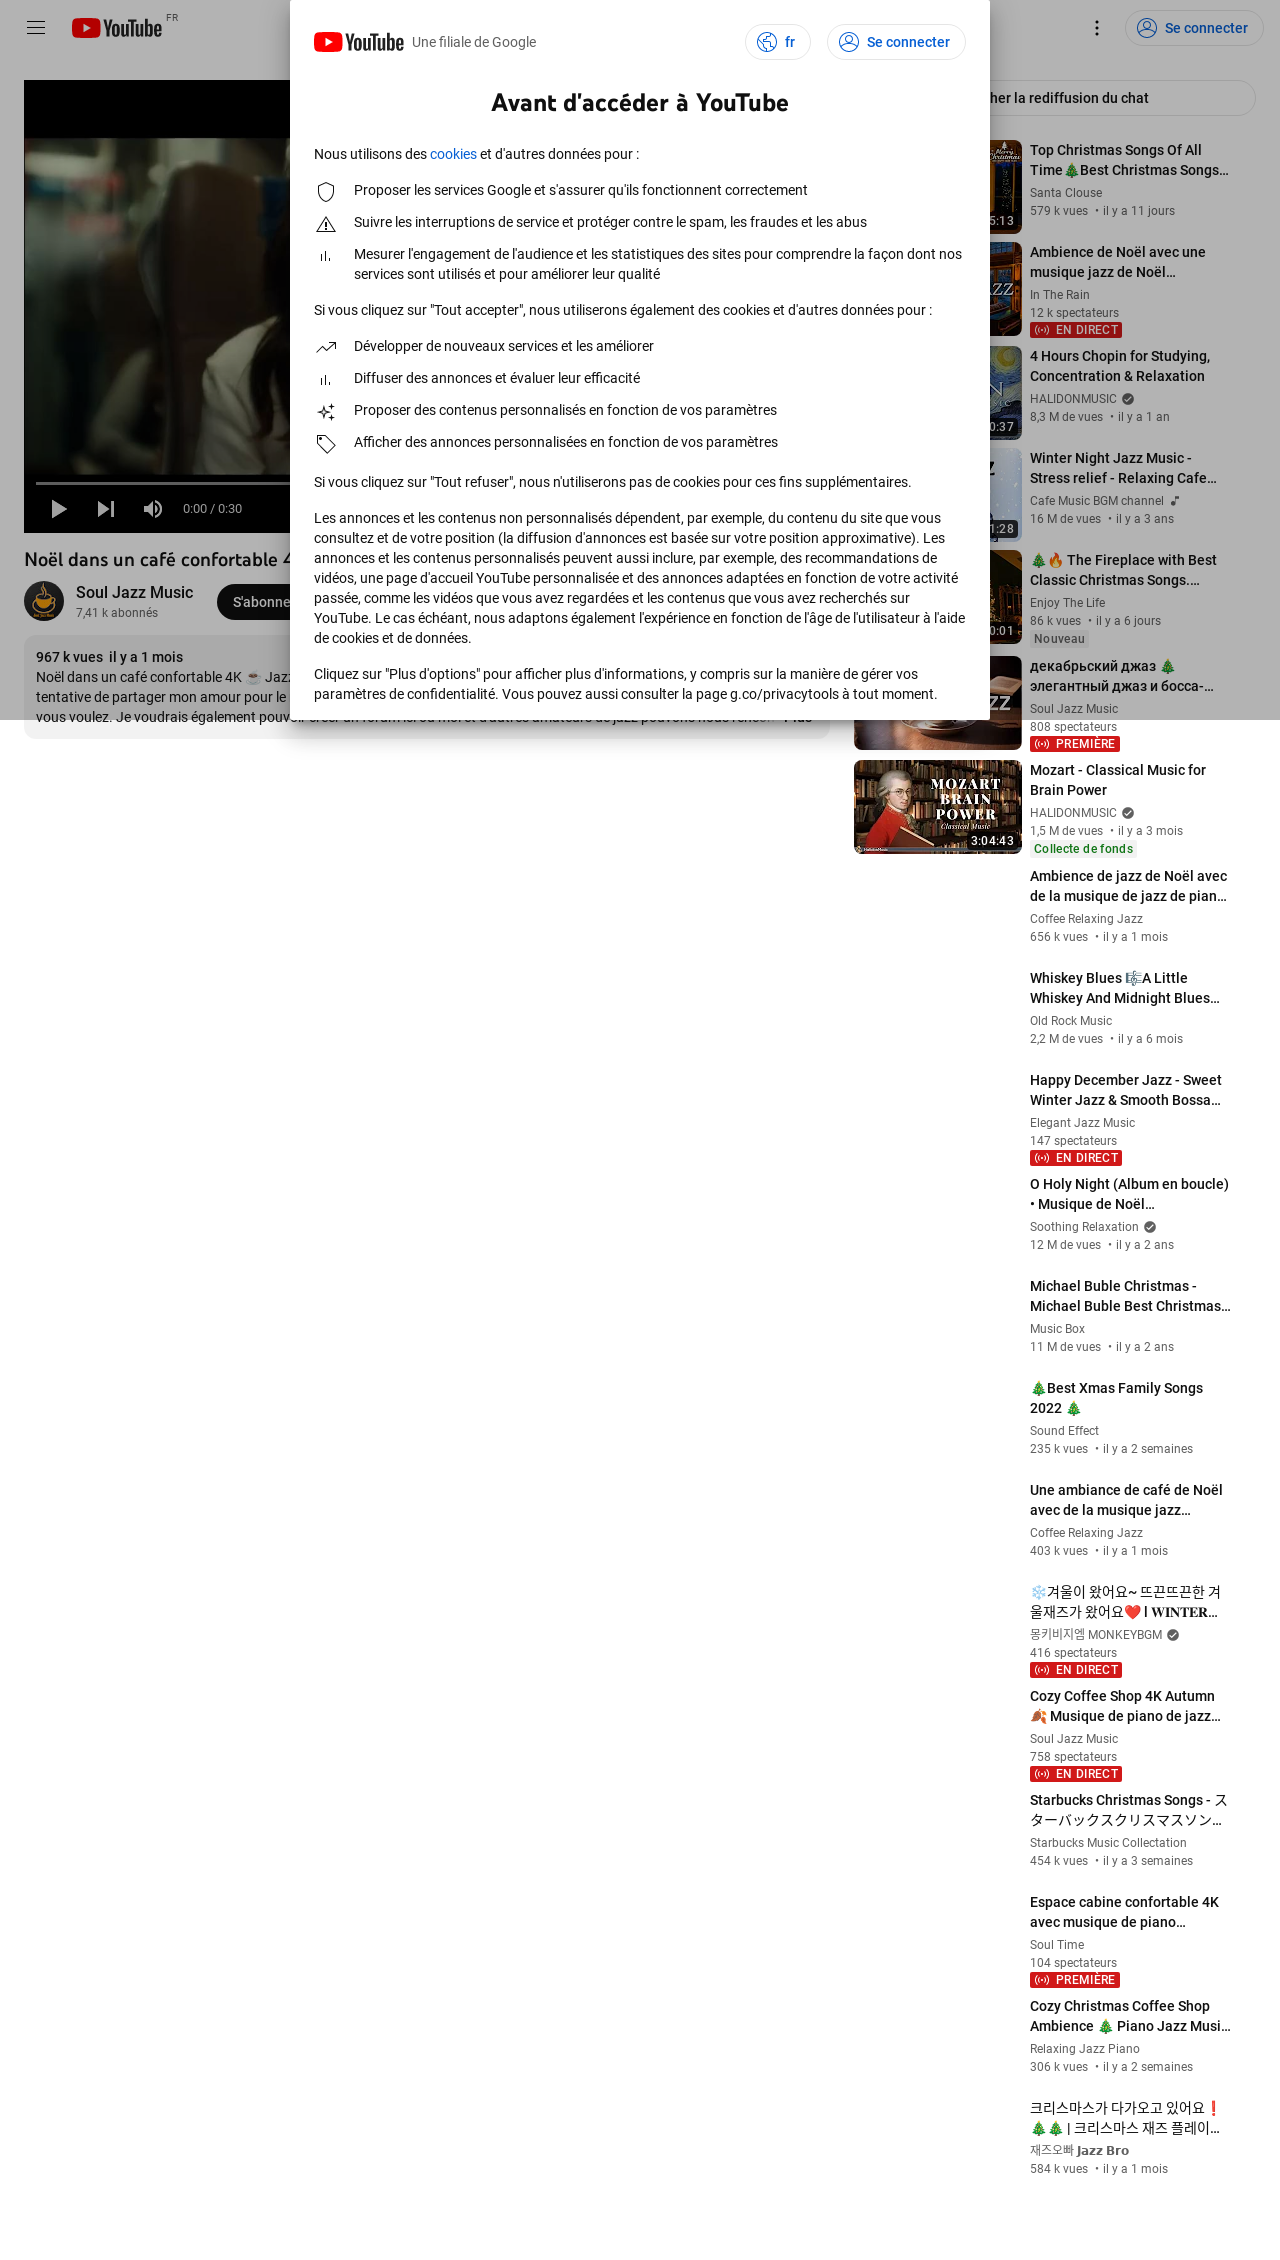 YouTube FR
Se connecter
YouTube Une filiale de Google
fr
Se connecter
Avant d'accéder à YouTube
Nous utilisons des cookies et d'autres données pour :
Proposer les services Google et s'assurer qu'ils fonctionnent correctement
Suivre les interruptions de service et protéger contre le spam, les fraudes et les abus
Mesurer l'engagement de l'audience et les statistiques des sites pour comprendre la façon dont nos
services sont utilisés et pour améliorer leur qualité
Si vous cliquez sur "Tout accepter", nous utiliserons également des cookies et d'autres données pour :
Développer de nouveaux services et les améliorer
Diffuser des annonces et évaluer leur efficacité
Proposer des contenus personnalisés en fonction de vos paramètres
Afficher des annonces personnalisées en fonction de vos paramètres
Si vous cliquez sur "Tout refuser", nous n'utiliserons pas de cookies pour ces fins supplémentaires.
Les annonces et les contenus non personnalisés dépendent, par exemple, du contenu du site que vous
consultez et de votre position (la diffusion d'annonces est basée sur votre position approximative). Les
annonces et les contenus personnalisés peuvent aussi inclure, par exemple, des recommandations de
vidéos, une page d'accueil YouTube personnalisée et des annonces adaptées en fonction de votre activité
passée, comme les vidéos que vous avez regardées et les contenus que vous avez recherchés sur
YouTube. Le cas échéant, nous adaptons également l'expérience en fonction de l'âge de l'utilisateur à l'aide
de cookies et de données.
Cliquez sur "Plus d'options" pour afficher plus d'informations, y compris sur la manière de gérer vos
paramètres de confidentialité. Vous pouvez aussi consulter la page g.co/privacytools à tout moment.
0:00 / 0:30
Noël dans un café confortable 4
Soul Jazz Music
7,41 k abonnés
S'abonne
967 k vues il y a 1 mois
Noël dans un café confortable 4K ☕ Jazz
tentative de partager mon amour pour le
vous voulez. Je voudrais également pouvoir
her la rediffusion du chat
5:13
Top Christmas Songs Of All
Time🎄Best Christmas Songs...
Santa Clouse
579 k vues • il y a 11 jours
Ambience de Noël avec une
musique jazz de Noël...
In The Rain
12 k spectateurs
EN DIRECT
0:37
4 Hours Chopin for Studying,
Concentration & Relaxation
HALIDONMUSIC
8,3 M de vues • il y a 1 an
1:28
Winter Night Jazz Music -
Stress relief - Relaxing Cafe...
Cafe Music BGM channel
16 M de vues • il y a 3 ans
0:01
🎄🔥 The Fireplace with Best
Classic Christmas Songs....
Enjoy The Life
86 k vues • il y a 6 jours
Nouveau
декабрьский джаз 🎄
элегантный джаз и босса-...
Soul Jazz Music
808 spectateurs
PREMIÈRE
MOZART
BRAIN
POWER
Classical Music
3:04:43
Mozart - Classical Music for
Brain Power
HALIDONMUSIC
1,5 M de vues • il y a 3 mois
Collecte de fonds
Ambience de jazz de Noël avec
de la musique de jazz de pian...
Coffee Relaxing Jazz
656 k vues • il y a 1 mois
Whiskey Blues 🎼A Little
Whiskey And Midnight Blues...
Old Rock Music
2,2 M de vues • il y a 6 mois
Happy December Jazz - Sweet
Winter Jazz & Smooth Bossa...
Elegant Jazz Music
147 spectateurs
EN DIRECT
O Holy Night (Album en boucle)
• Musique de Noël...
Soothing Relaxation
12 M de vues • il y a 2 ans
Michael Buble Christmas -
Michael Buble Best Christmas...
Music Box
11 M de vues • il y a 2 ans
🎄Best Xmas Family Songs
2022 🎄
Sound Effect
235 k vues • il y a 2 semaines
Une ambiance de café de Noël
avec de la musique jazz...
Coffee Relaxing Jazz
403 k vues • il y a 1 mois
❄️겨울이 왔어요~ 뜨끈뜨끈한 겨
울재즈가 왔어요❤️ l 𝐖𝐈𝐍𝐓𝐄𝐑...
몽키비지엠 MONKEYBGM
416 spectateurs
EN DIRECT
Cozy Coffee Shop 4K Autumn
🍂 Musique de piano de jazz...
Soul Jazz Music
758 spectateurs
EN DIRECT
Starbucks Christmas Songs - ス
ターバックスクリスマスソン...
Starbucks Music Collectation
454 k vues • il y a 3 semaines
Espace cabine confortable 4K
avec musique de piano...
Soul Time
104 spectateurs
PREMIÈRE
Cozy Christmas Coffee Shop
Ambience 🎄 Piano Jazz Musi...
Relaxing Jazz Piano
306 k vues • il y a 2 semaines
크리스마스가 다가오고 있어요❗
🎄🎄 | 크리스마스 재즈 플레이...
재즈오빠 𝗝𝗮𝘇𝘇 𝗕𝗿𝗼
584 k vues • il y a 1 mois